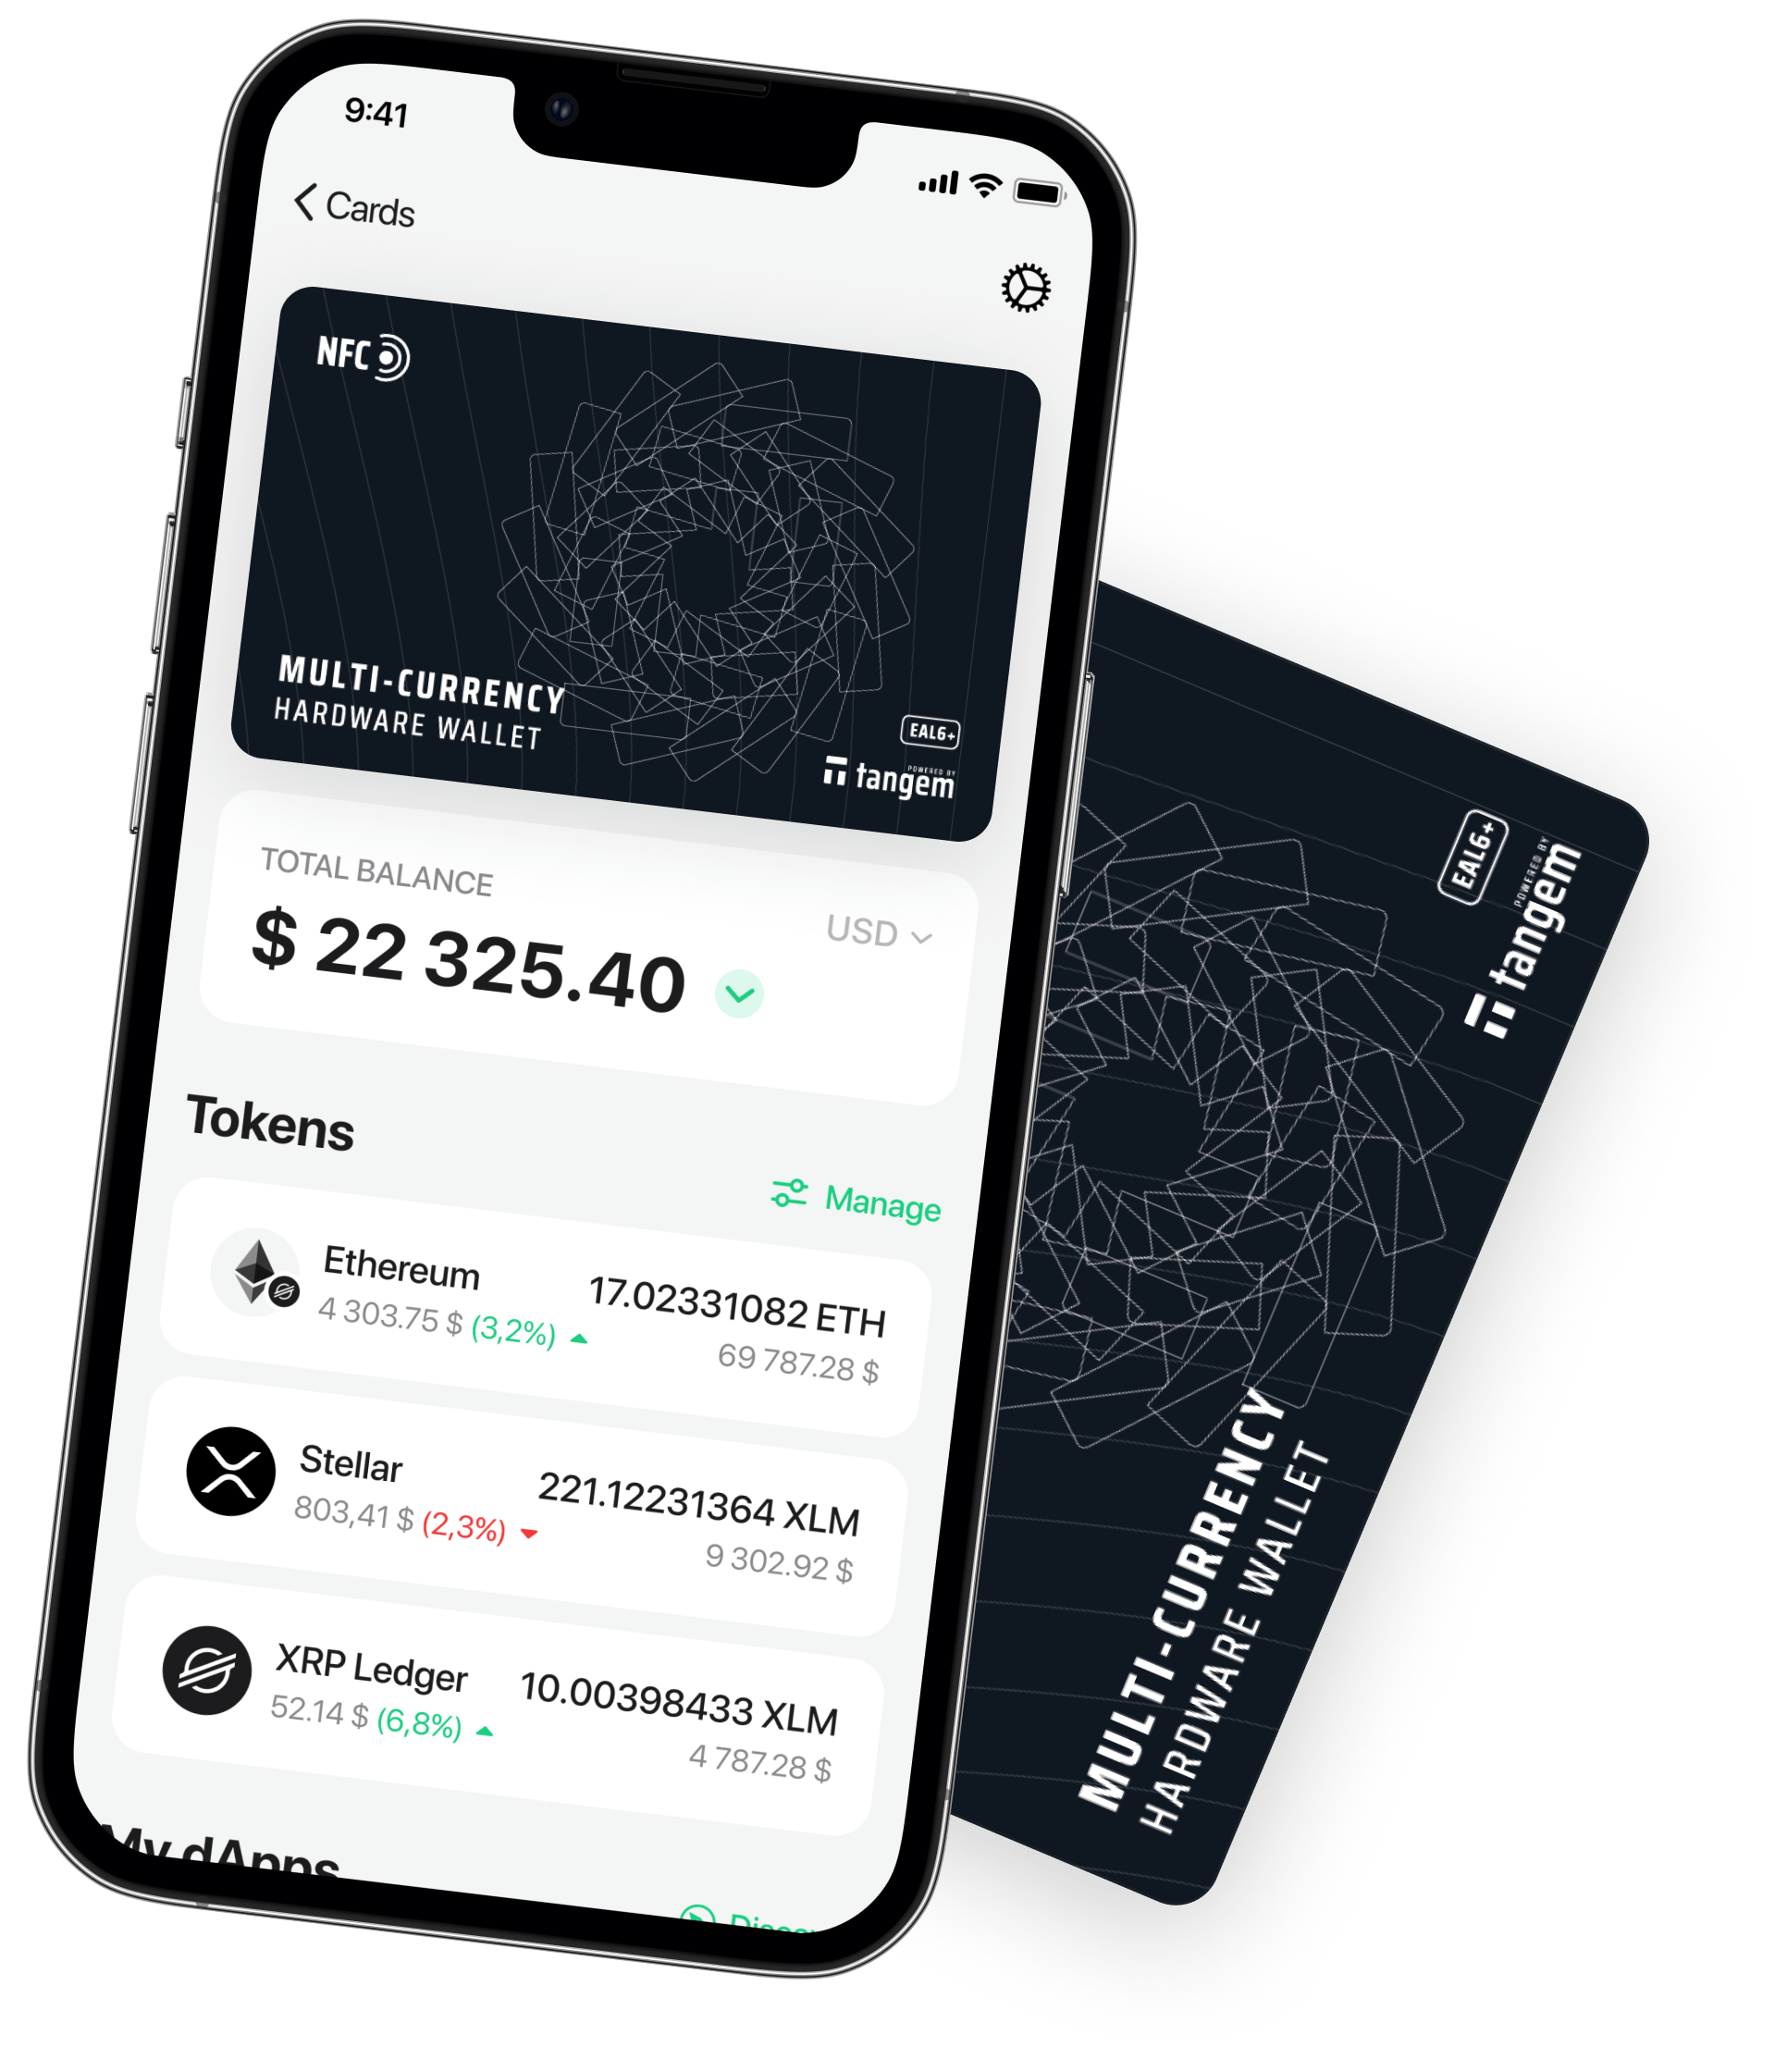 9:41
Cards
NFC
MULTI-CURRENCY
HARDWARE WALLET
EAL6+
POWERED BY
tangem
TOTAL BALANCE
USD
$ 22 325.40
Tokens
Manage
Ethereum
17.02331082 ETH
4 303.75 $ (3,2%)
69 787.28 $
Stellar
221.12231364 XLM
803,41 $ (2,3%)
9 302.92 $
XRP Ledger
10.00398433 XLM
52.14 $ (6,8%)
4 787.28 $
My dApps
EAL6+
POWERED BY
tangem
MULTI-CURRENCY
HARDWARE WALLET